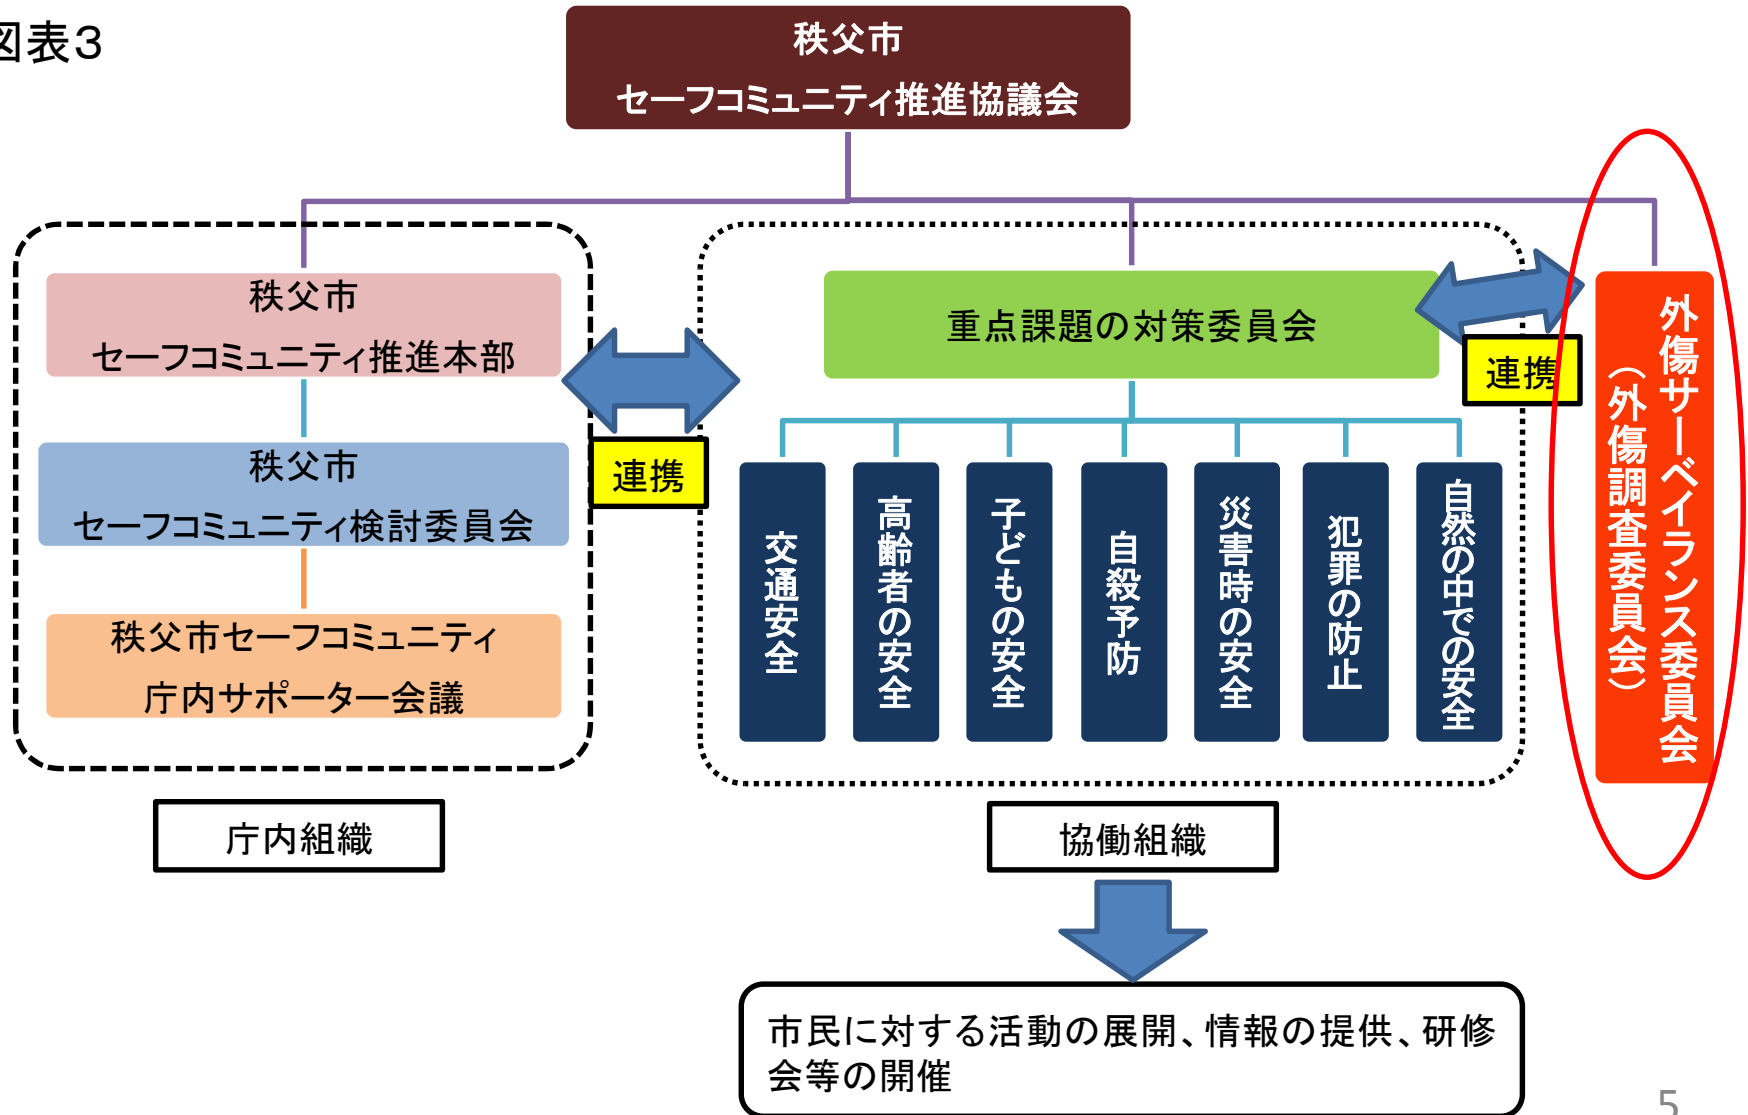 図表3
秩父市
セーフコミュニティ推進協議会
秩父市
セーフコミュニティ推進本部
秩父市
セーフコミュニティ検討委員会
秩父市セーフコミュニティ
庁内サポーター会議
庁内組織
連携
重点課題の対策委員会
交通安全
高齢者の安全
子どもの安全
自殺予防
災害時の安全
犯罪の防止
自然の中での安全
連携
外傷サーベイランス委員会
（外傷調査委員会）
協働組織
市民に対する活動の展開、情報の提供、研修
会等の開催
5